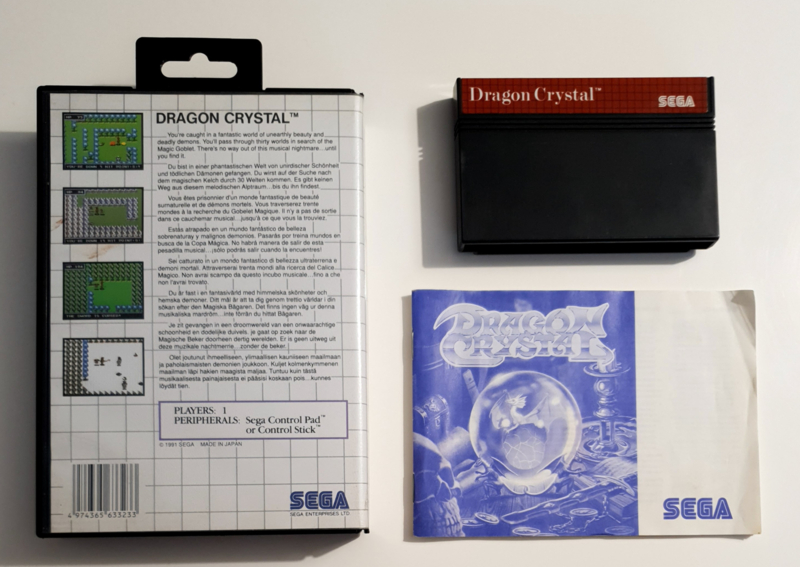 DRAGON CRYSTAL™
You're caught in a fantastic world of unearthly beauty and
deadly demons. You'll pass through thirty worlds in search of the
Magic Goblet. There's no way out of this musical nightmare...until
you find it.
Du bist in einer phantastischen Welt von unirdischer Schönheit
und tödlichen Dämonen gefangen. Du wirst auf der Suche nach
dem magischen Kelch durch 30 Welten kommen. Es gibt keinen
Weg aus diesem melodischen Alptraum...bis du ihn findest.
Vous êtes prisonnier d'un monde fantastique de beauté
surnaturelle et de démons mortels. Vous traverserez trente
mondes à la recherche du Gobelet Magique. Il n'y a pas de sortie
dans ce cauchemar musical...jusqu'à ce que vous la trouviez.
Estás atrapado en un mundo fantástico de belleza
sobrenatural y malignos demonios. Pasarás por treina mundos en
busca de la Copa Mágica. No habrá manera de salir de esta
pesadilla musical...¡sólo podrás salir cuando la encuentres!
Sei catturato in un mondo fantastico di bellezza ultraterrena e
demoni mortali. Attraverserai trenta mondi alla ricerca del Calice
Magico. Non avrai scampo da questo incubo musicale...fino a che
non l'avrai trovato.
Du är fast i en fantasivärld med himmelska skönheter och
hemska demoner. Ditt mål är att ta dig genom trettio världar i din
sökan efter den Magiska Bägaren. Det finns ingen väg ur denna
musikaliska mardröm...inte förrän du hittat Bägaren.
Je zit gevangen in een droomwereld van een onwaarachtige
schoonheid en dodelijke duivels. je gaat op zoek naar de
Magische Beker doorheen dertig werelden. Er is geen uitweg uit
deze muzikale nachtmerrie...zonder de beker.
Olet joutunut ihmeelliseen, ylimaallisen kauniiseen maailmaan
ja pahotaismaisten demonien joukkoon. Kuljet kolmenkymmenen
maailman läpi hakien maagista maljaa. Tuntuu kuin tästä
musikaalisesta painajaisesta ei pääsisi koskaan pois...kunnes
löydät tien.
PLAYERS: 1
PERIPHERALS: Sega Control Pad™
or Control Stick™
© 1991 SEGA MADE IN JAPAN
4 974365 633233
SEGA
SEGA ENTERPRISES LTD.
Dragon Crystal™
SEGA
DRAGON
CRYSTAL
SEGA